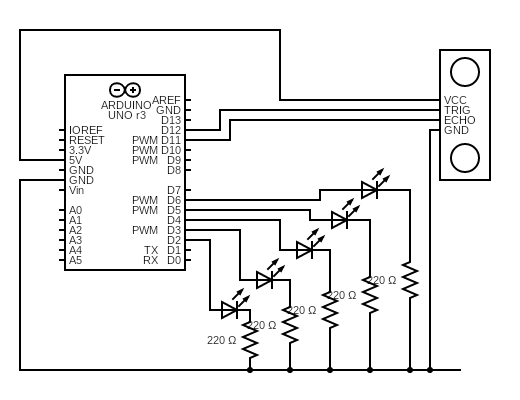 ARDUINO
UNO r3
AREF
GND
D13
IOREF D12
RESET PWM D11
3.3V PWM D10
5V PWM D9
GND D8
GND
Vin D7
PWM D6
A0 PWM D5
A1 D4
A2 PWM D3
A3 D2
A4 TX D1
A5 RX D0
VCC
TRIG
ECHO
GND
220 Ω
220 Ω
220 Ω
220 Ω
220 Ω